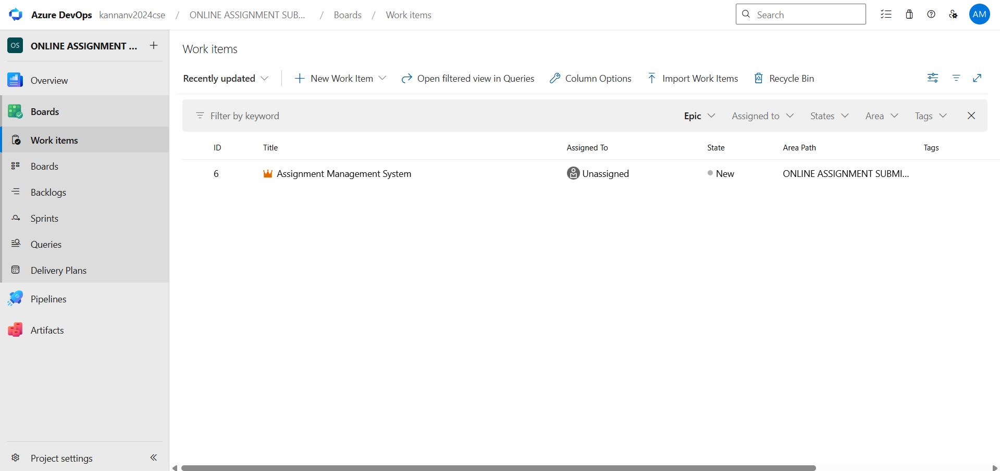 Azure DevOps kannanv2024cse / ONLINE ASSIGNMENT SUB... / Boards / Work items
Search
AM
OS ONLINE ASSIGNMENT ...
Overview
Boards
Work items
Boards
Backlogs
Sprints
Queries
Delivery Plans
Pipelines
Artifacts
Project settings
Work items
Recently updated New Work Item Open filtered view in Queries Column Options Import Work Items Recycle Bin
Filter by keyword Epic Assigned to States Area Tags
ID Title Assigned To State Area Path Tags
6 Assignment Management System Unassigned New ONLINE ASSIGNMENT SUBMI...